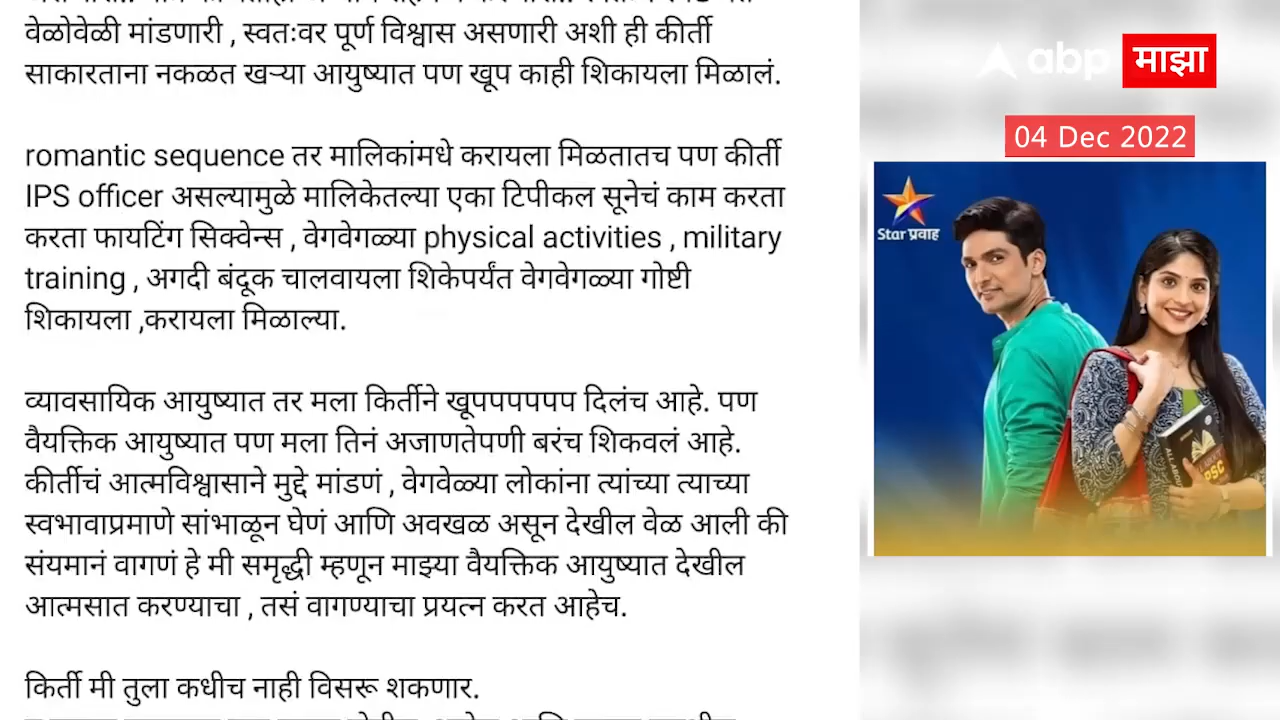 वेळोवेळी मांडणारी , स्वतःवर पूर्ण विश्वास असणारी अशी ही कीर्ती
साकारताना नकळत खऱ्या आयुष्यात पण खूप काही शिकायला मिळालं.
romantic sequence तर मालिकांमधे करायला मिळतातच पण कीर्ती
IPS officer असल्यामुळे मालिकेतल्या एका टिपीकल सूनेचं काम करता
करता फायटिंग सिक्वेन्स , वेगवेगळ्या physical activities , military
training , अगदी बंदूक चालवायला शिकेपर्यंत वेगवेगळ्या गोष्टी
शिकायला ,करायला मिळाल्या.
व्यावसायिक आयुष्यात तर मला किर्तीने खूपपपपपप दिलंच आहे. पण
वैयक्तिक आयुष्यात पण मला तिनं अजाणतेपणी बरंच शिकवलं आहे.
कीर्तीचं आत्मविश्वासाने मुद्दे मांडणं , वेगवेळ्या लोकांना त्यांच्या त्याच्या
स्वभावाप्रमाणे सांभाळून घेणं आणि अवखळ असून देखील वेळ आली की
संयमानं वागणं हे मी समृद्धी म्हणून माझ्या वैयक्तिक आयुष्यात देखील
आत्मसात करण्याचा , तसं वागण्याचा प्रयत्न करत आहेच.
किर्ती मी तुला कधीच नाही विसरू शकणार.
abp माझा
04 Dec 2022
Star प्रवाह
ALL ABOUT
PSC